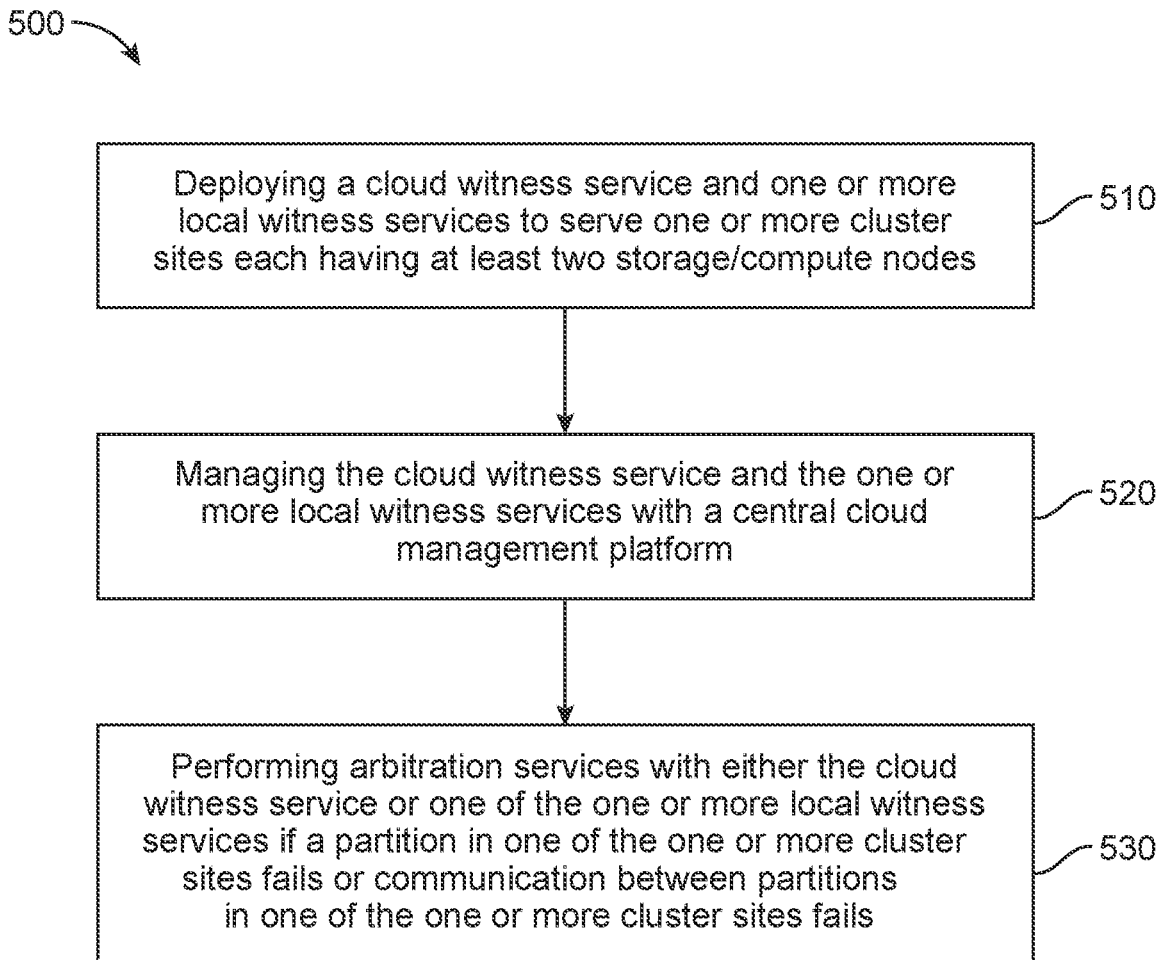 500
Deploying a cloud witness service and one or more
local witness services to serve one or more cluster
sites each having at least two storage/compute nodes
510
Managing the cloud witness service and the one or
more local witness services with a central cloud
management platform
520
Performing arbitration services with either the cloud
witness service or one of the one or more local witness
services if a partition in one of the one or more cluster
sites fails or communication between partitions
in one of the one or more cluster sites fails
530